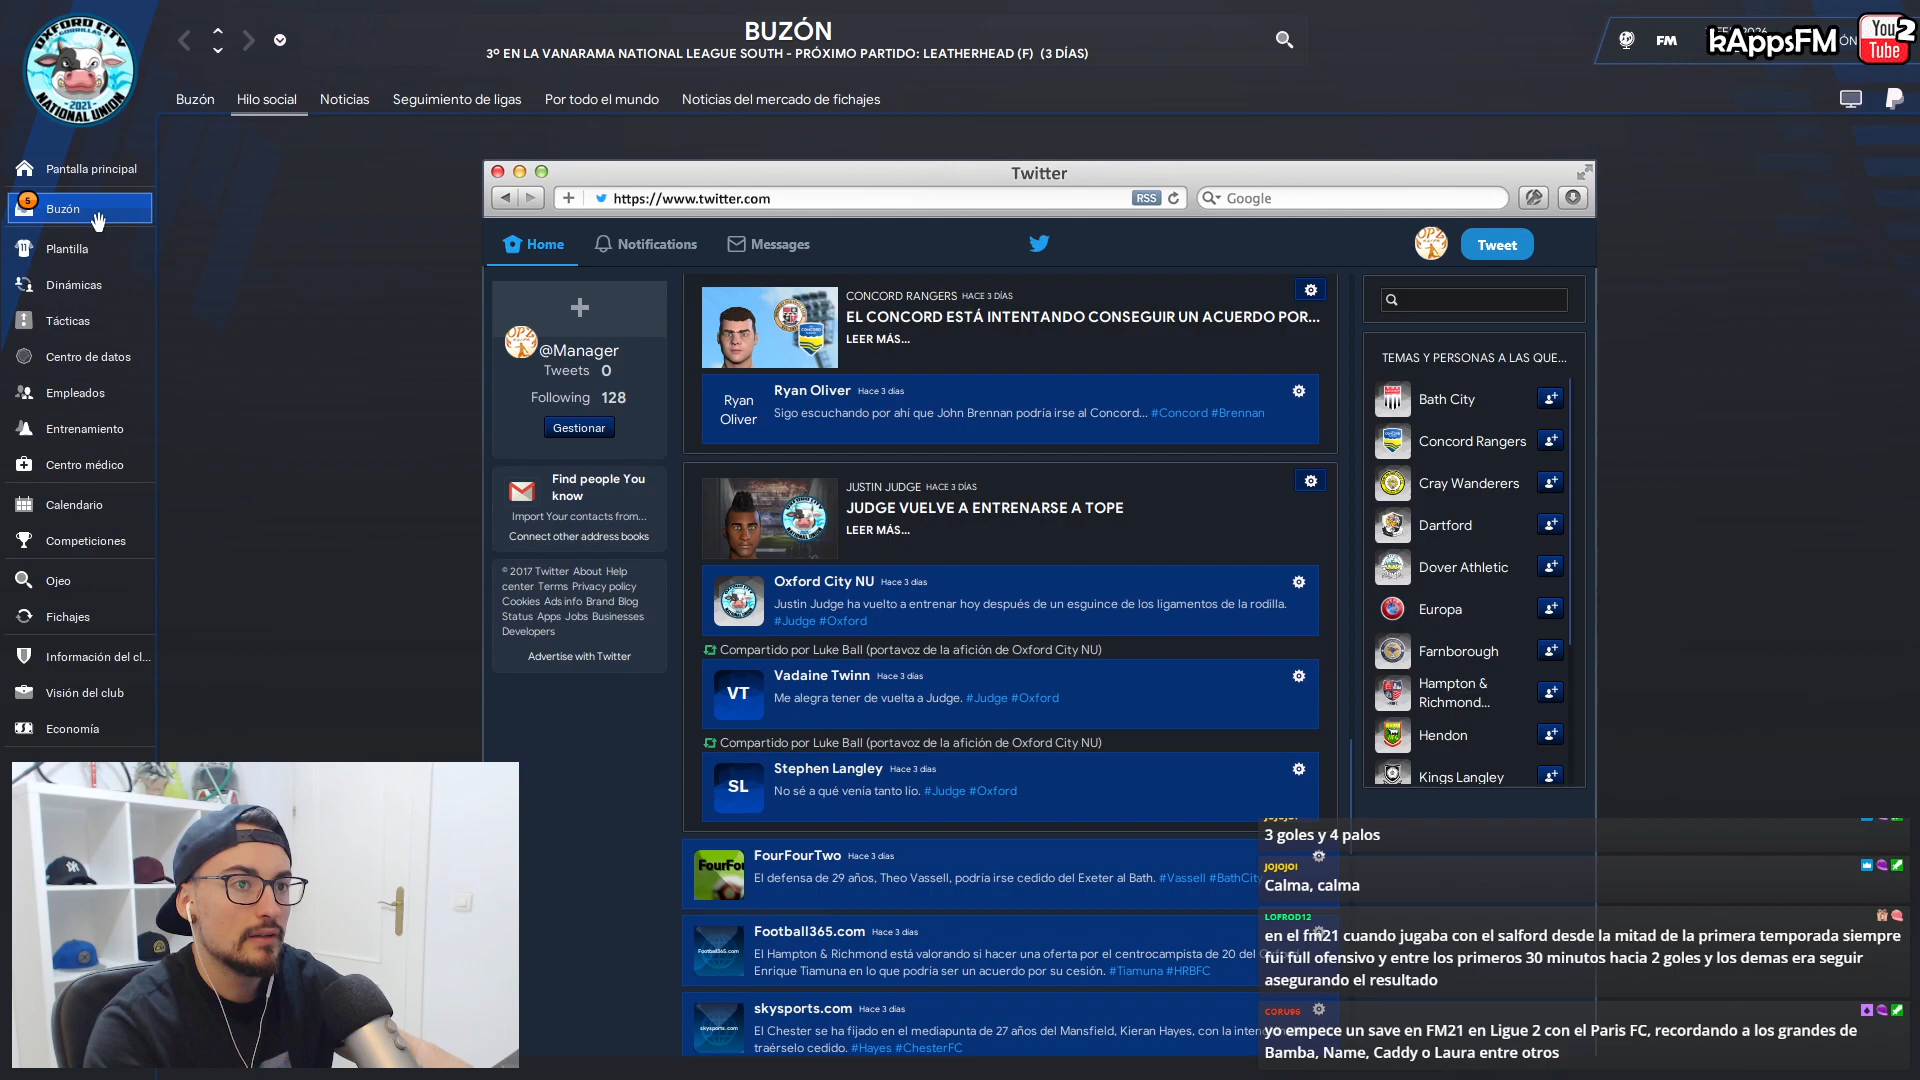 OXFORD CITY
GORRILLAS
- 2021 -
NATIONAL UNION
BUZÓN
3º EN LA VANARAMA NATIONAL LEAGUE SOUTH - PRÓXIMO PARTIDO: LEATHERHEAD (F) (3 DÍAS)
FM
kAppsFM
You2
Tube
Buzón
Hilo social
Noticias
Seguimiento de ligas
Por todo el mundo
Noticias del mercado de fichajes
Pantalla principal
5
Buzón
Plantilla
Dinámicas
Tácticas
Centro de datos
Empleados
Entrenamiento
Centro médico
Calendario
Competiciones
Ojeo
Fichajes
Información del cl...
Visión del club
Economía
Twitter
https://www.twitter.com
RSS
Google
Home
Notifications
Messages
Tweet
@Manager
Tweets 0
Following 128
Gestionar
Find people You
know
Import Your contacts from...
Connect other address books
© 2017 Twitter About Help
center Terms Privacy policy
Cookies Ads info Brand Blog
Status Apps Jobs Businesses
Developers
Advertise with Twitter
CONCORD RANGERS HACE 3 DÍAS
EL CONCORD ESTÁ INTENTANDO CONSEGUIR UN ACUERDO POR...
LEER MÁS...
Ryan
Oliver
Ryan Oliver Hace 3 días
Sigo escuchando por ahí que John Brennan podría irse al Concord... #Concord #Brennan
JUSTIN JUDGE HACE 3 DÍAS
JUDGE VUELVE A ENTRENARSE A TOPE
LEER MÁS...
Oxford City NU Hace 3 días
Justin Judge ha vuelto a entrenar hoy después de un esguince de los ligamentos de la rodilla.
#Judge #Oxford
Compartido por Luke Ball (portavoz de la afición de Oxford City NU)
VT
Vadaine Twinn Hace 3 días
Me alegra tener de vuelta a Judge. #Judge #Oxford
Compartido por Luke Ball (portavoz de la afición de Oxford City NU)
SL
Stephen Langley Hace 3 días
No sé a qué venía tanto lío. #Judge #Oxford
FourFo
FourFourTwo Hace 3 días
El defensa de 29 años, Theo Vassell, podría irse cedido del Exeter al Bath. #Vassell #BathCity
Football365.com
Football365.com Hace 3 días
El Hampton & Richmond está valorando si hacer una oferta por el centrocampista de 20 del
Enrique Tiamuna en lo que podría ser un acuerdo por su cesión. #Tiamuna #HRBFC
skysports.com
skysports.com Hace 3 días
El Chester se ha fijado en el mediapunta de 27 años del Mansfield, Kieran Hayes, con la inten
traérselo cedido. #Hayes #ChesterFC
TEMAS Y PERSONAS A LAS QUE...
Bath City
Concord Rangers
Cray Wanderers
Dartford
Dover Athletic
Europa
Farnborough
Hampton &
Richmond...
Hendon
Kings Langley
JOJOJO!
3 goles y 4 palos
JOJOJO!
Calma, calma
LOFROD12
en el fm21 cuando jugaba con el salford desde la mitad de la primera temporada siempre
fui full ofensivo y entre los primeros 30 minutos hacia 2 goles y los demas era seguir
asegurando el resultado
CORU96
yo empece un save en FM21 en Ligue 2 con el Paris FC, recordando a los grandes de
Bamba, Name, Caddy o Laura entre otros